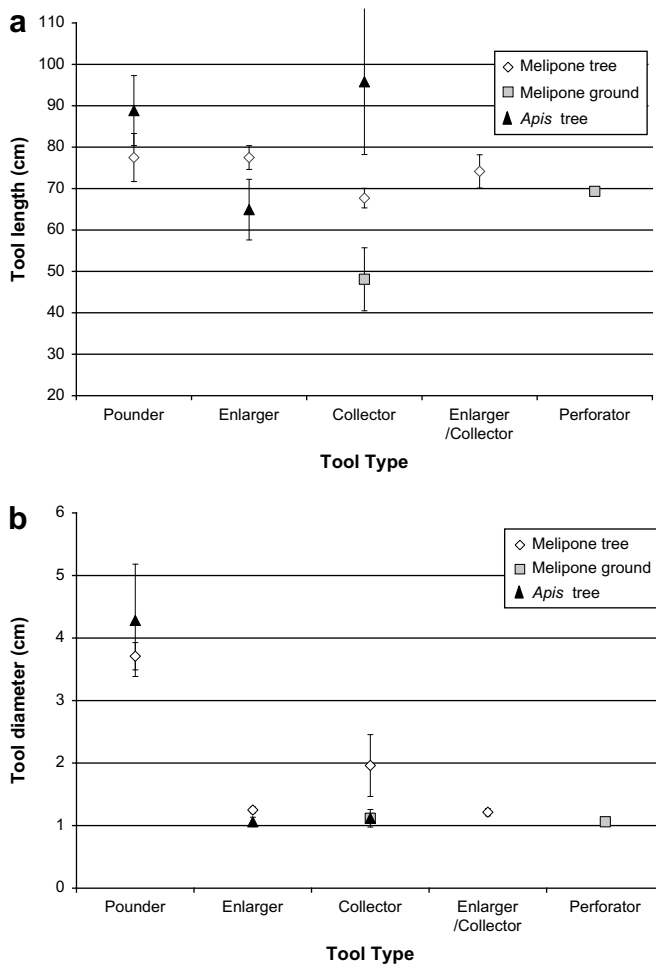 a
110
100
90
80
70
60
50
40
30
20
Tool length (cm)
Melipone tree
Melipone ground
Apis tree
Pounder Enlarger Collector Enlarger /Collector Perforator
Tool Type
b
6
5
4
3
2
1
0
Tool diameter (cm)
Melipone tree
Melipone ground
Apis tree
Pounder Enlarger Collector Enlarger /Collector Perforator
Tool Type